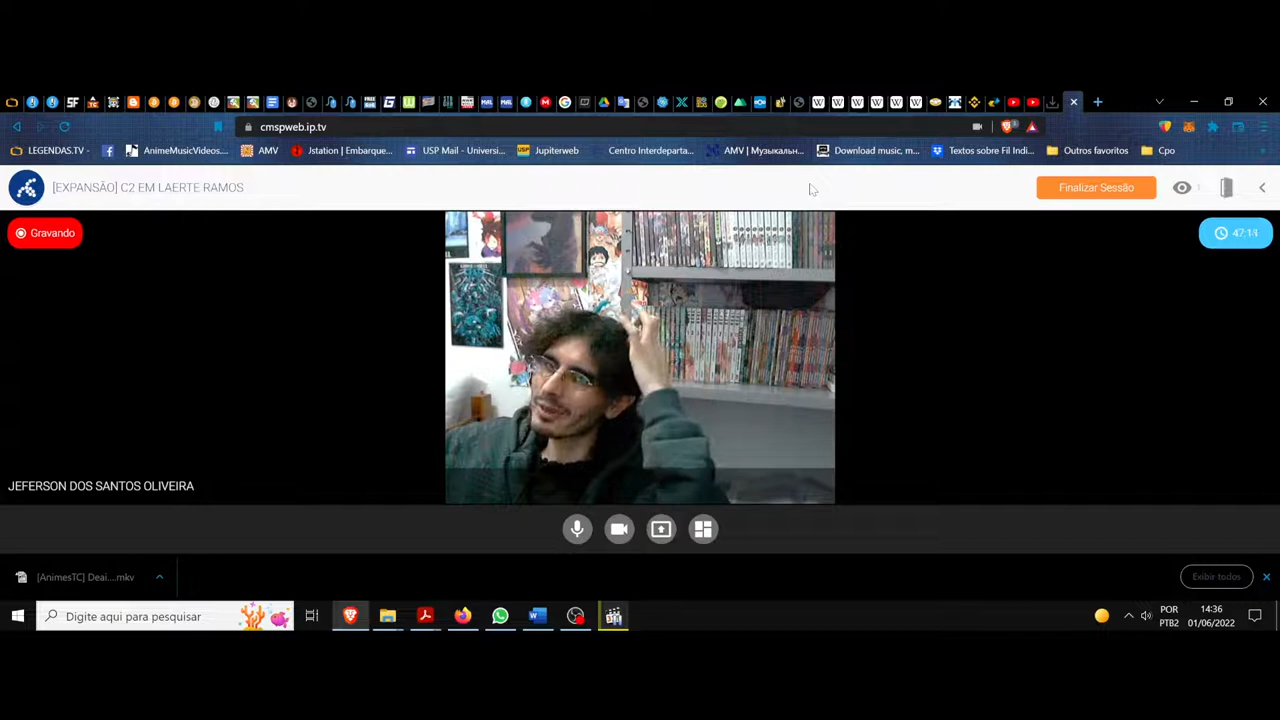 cmspweb.ip.tv
LEGENDAS.TV -
AnimeMusicVideos...
AMV
Jstation | Embarque...
USP Mail - Universi...
Jupiterweb
Centro Interdeparta...
AMV | Музыкальн...
Download music, m...
Textos sobre Fil Indi...
Outros favoritos
Cpo
[EXPANSÃO] C2 EM LAERTE RAMOS
Finalizar Sessão
1
Gravando
JEFERSON DOS SANTOS OLIVEIRA
[AnimesTC] Deai....mkv
Exibir todos
Digite aqui para pesquisar
POR
PTB2
14:36
01/06/2022